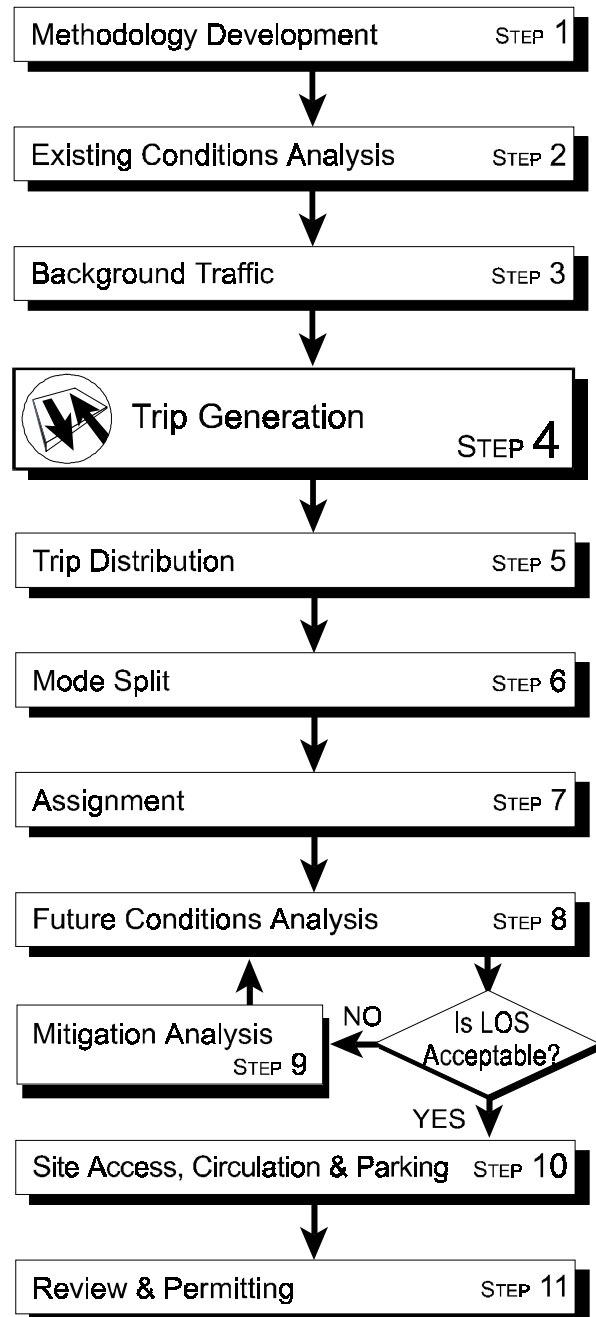 Methodology Development STEP 1
Existing Conditions Analysis STEP 2
Background Traffic STEP 3
Trip Generation
STEP 4
Trip Distribution STEP 5
Mode Split STEP 6
Assignment STEP 7
Future Conditions Analysis STEP 8
Mitigation Analysis
STEP 9
NO
Is LOS
Acceptable?
YES
Site Access, Circulation & Parking STEP 10
Review & Permitting STEP 11